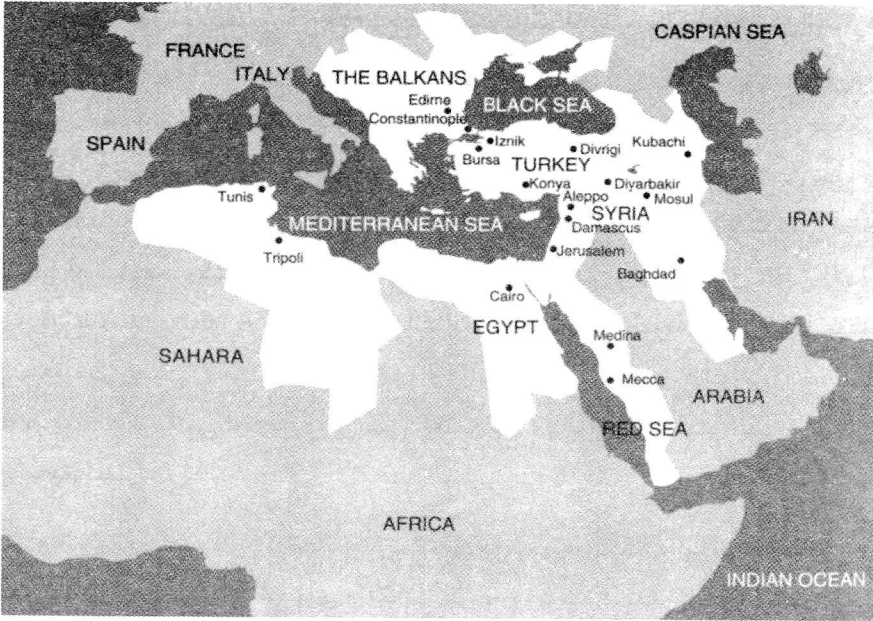 CASPIAN SEA
FRANCE
ITALY
THE BALKANS
Edirne
BLACK SEA
Constantinople
SPAIN
Iznik
Divrigi
Kubachi
Bursa
TURKEY
Konya
Diyarbakir
Tunis
Aleppo
Mosul
SYRIA
IRAN
MEDITERRANEAN SEA
Damascus
Tripoli
Jerusalem
Baghdad
Cairo
EGYPT
Medina
SAHARA
Mecca
ARABIA
RED SEA
AFRICA
INDIAN OCEAN